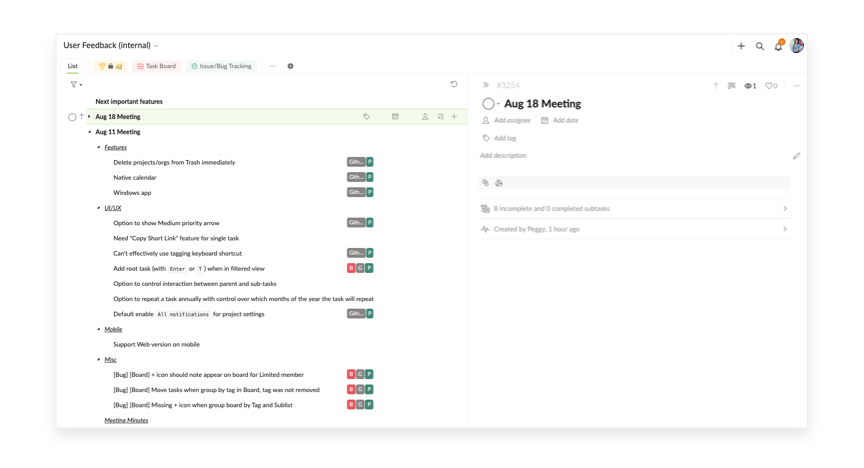 User Feedback (internal)
List
Task Board
Issue/Bug Tracking
Next important features
Aug 18 Meeting
Aug 11 Meeting
Features
Delete projects/orgs from Trash immediately Gith... P
Native calendar Gith... P
Windows app Gith... P
UI/UX
Option to show Medium priority arrow Gith... P
Need "Copy Short Link" feature for single task
Can't effectively use tagging keyboard shortcut Gith... P
Add root task (with Enter or T ) when in filtered view B G P
Option to control interaction between parent and sub-tasks
Option to repeat a task annually with control over which months of the year the task will repeat
Default enable All notifications for project settings Gith... P
Mobile
Support Web version on mobile
Misc
[Bug] [Board] + icon should note appear on board for Limited member B G P
[Bug] [Board] Move tasks when group by tag in Board, tag was not removed B G P
[Bug] [Board] Missing + icon when group board by Tag and Sublist B G P
Meeting Minutes
#3254
1
0
Aug 18 Meeting
Add assignee
Add date
Add tag
Add description
8 incomplete and 0 completed subtasks
Created by Peggy, 1 hour ago